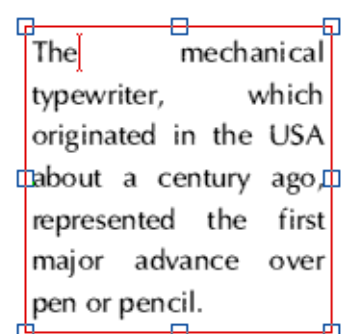 The mechanical
typewriter, which
originated in the USA
about a century ago,
represented the first
major advance over
pen or pencil.